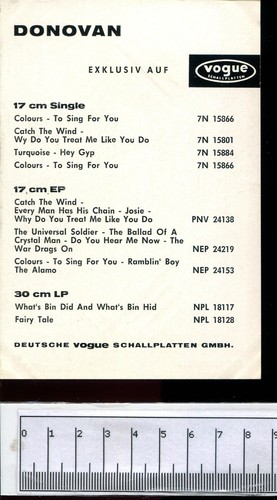 DONOVAN
EXKLUSIV AUF
vogue
SCHALLPLATTEN
17 cm Single
Colours - To Sing For You 7N 15866
Catch The Wind -
Wy Do You Treat Me Like You Do 7N 15801
Turquoise - Hey Gyp 7N 15884
Colours - To Sing For You 7N 15866
17 cm EP
Catch The Wind -
Every Man Has His Chain - Josie -
Why Do You Treat Me Like You Do PNV 24138
The Universal Soldier - The Ballad Of A
Crystal Man - Do You Hear Me Now - The
War Drags On NEP 24219
Colours - To Sing For You - Ramblin' Boy
The Alamo NEP 24153
30 cm LP
What's Bin Did And What's Bin Hid NPL 18117
Fairy Tale NPL 18128
DEUTSCHE vogue SCHALLPLATTEN GMBH.
0 1 2 3 4 5 6 7 8 9